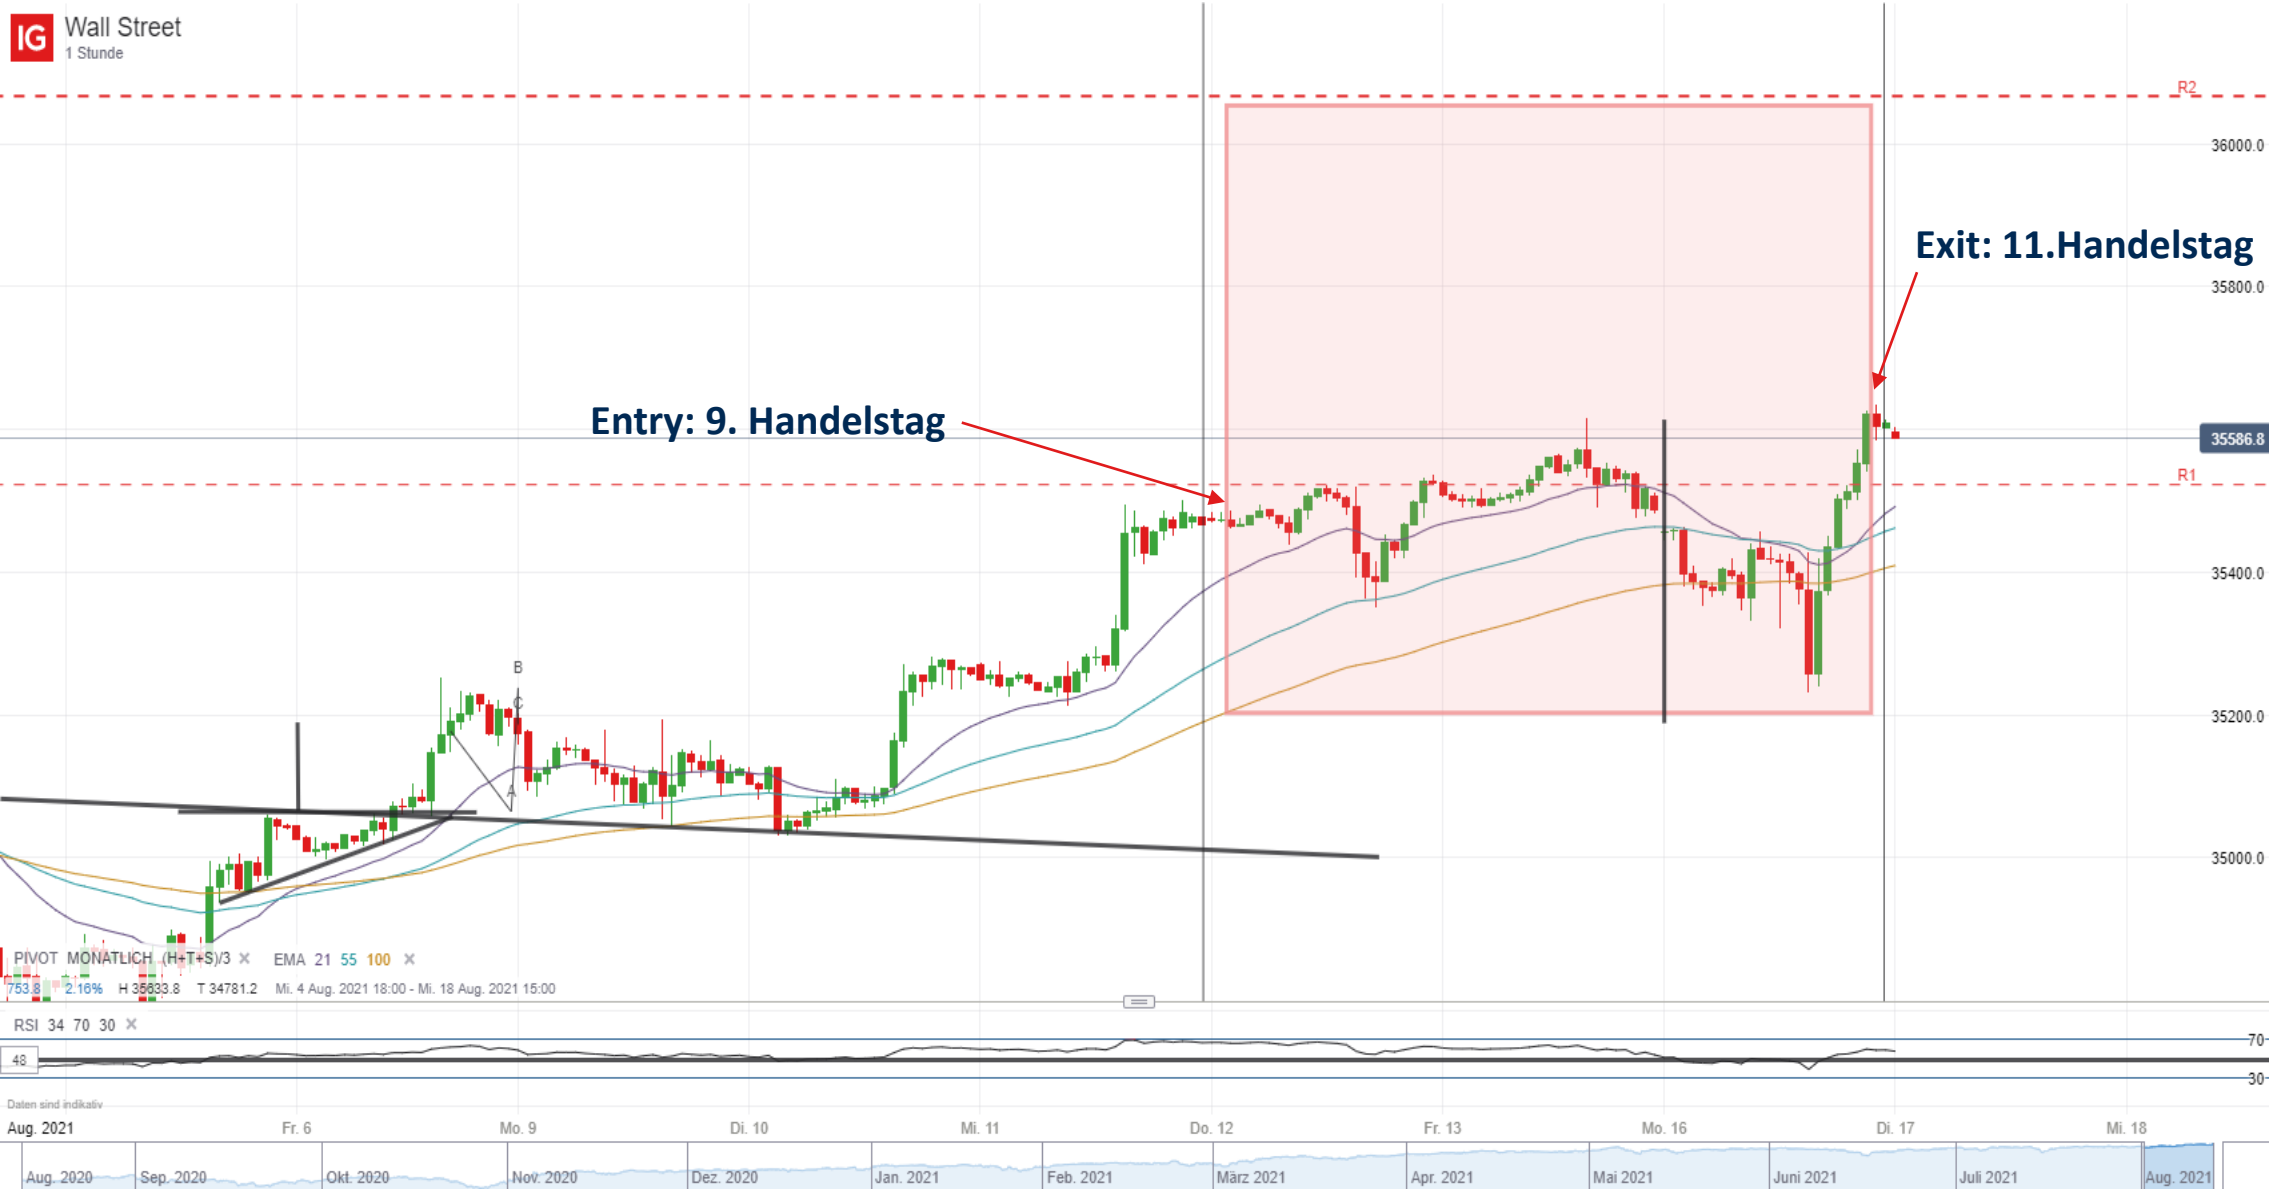 IG
Wall Street
1 Stunde
R2
36000.0
Exit: 11.Handelstag
35800.0
Entry: 9. Handelstag
35586.8
R1
35400.0
B
C
35200.0
A
35000.0
PIVOT MONATLICH (H+T+S)/3 × EMA 21 55 100 ×
753.8 2.16% H 35633.8 T 34781.2 Mi. 4 Aug. 2021 18:00 - Mi. 18 Aug. 2021 15:00
RSI 34 70 30 ×
70
48
30
Daten sind indikativ
Aug. 2021 Fr. 6 Mo. 9 Di. 10 Mi. 11 Do. 12 Fr. 13 Mo. 16 Di. 17 Mi. 18
Aug. 2020 Sep. 2020 Okt. 2020 Nov. 2020 Dez. 2020 Jan. 2021 Feb. 2021 März 2021 Apr. 2021 Mai 2021 Juni 2021 Juli 2021 Aug. 2021